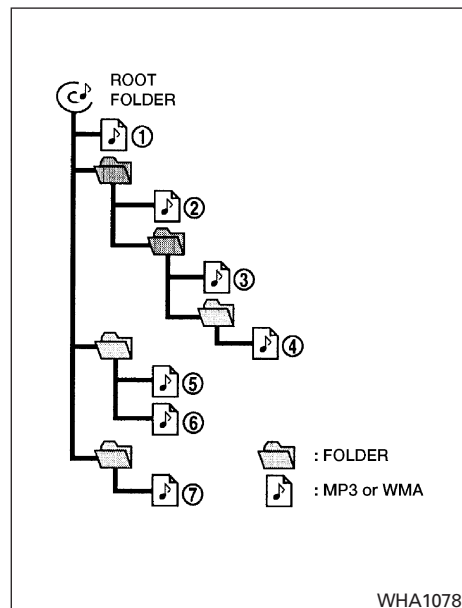 ROOT
FOLDER
①
②
③
④
⑤
⑥
: FOLDER
: MP3 or WMA
⑦
WHA1078